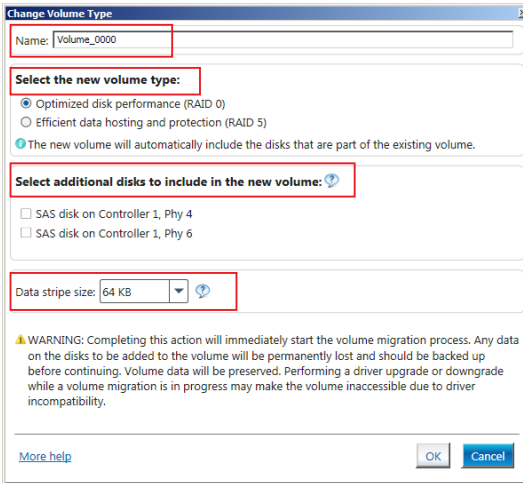 Change Volume Type
Name: Volume_0000
Select the new volume type:
Optimized disk performance (RAID 0)
Efficient data hosting and protection (RAID 5)
The new volume will automatically include the disks that are part of the existing volume.
Select additional disks to include in the new volume:
SAS disk on Controller 1, Phy 4
SAS disk on Controller 1, Phy 6
Data stripe size: 64 KB
WARNING: Completing this action will immediately start the volume migration process. Any data
on the disks to be added to the volume will be permanently lost and should be backed up
before continuing. Volume data will be preserved. Performing a driver upgrade or downgrade
while a volume migration is in progress may make the volume inaccessible due to driver
incompatibility.
More help
OK
Cancel